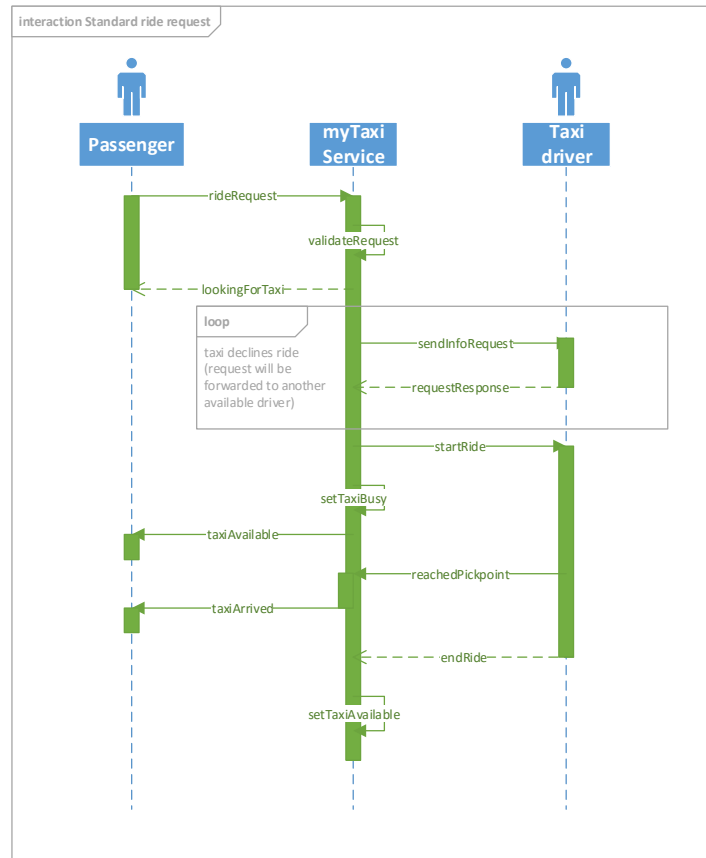 interaction Standard ride request
Passenger
myTaxi
Service
Taxi
driver
rideRequest
validateRequest
lookingForTaxi
loop
taxi declines ride
(request will be
forwarded to another
available driver)
sendInfoRequest
requestResponse
startRide
setTaxiBusy
taxiAvailable
reachedPickpoint
taxiArrived
endRide
setTaxiAvailable